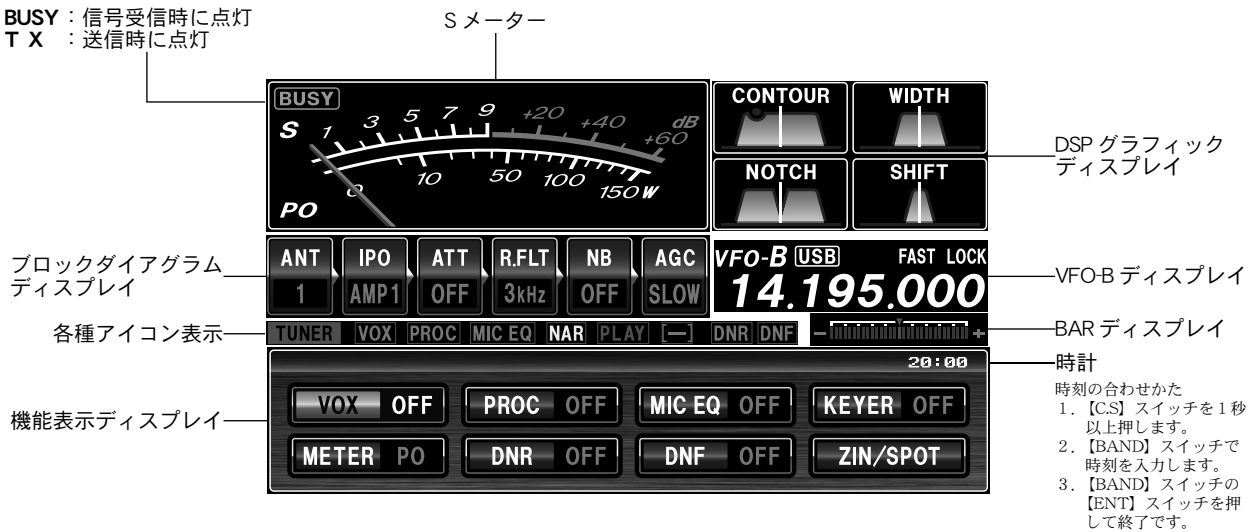 BUSY：信号受信時に点灯
T X ：送信時に点灯
S メーター
BUSY
S 1 3 5 7 9 +20 +40 +60 dB
0 10 50 100 150 W
PO
CONTOUR
WIDTH
NOTCH
SHIFT
DSP グラフィック
ディスプレイ
ブロックダイアグラム
ディスプレイ
ANT
1
IPO
AMP1
ATT
OFF
R.FLT
3kHz
NB
OFF
AGC
SLOW
VFO-B USB FAST LOCK
14.195.000
VFO-B ディスプレイ
各種アイコン表示
TUNER VOX PROC MIC EQ NAR PLAY [—] DNR DNF
− +
BAR ディスプレイ
20:00
時計
時刻の合わせかた
1．【C.S】スイッチを 1 秒
以上押します。
2．【BAND】スイッチで
時刻を入力します。
3．【BAND】スイッチの
【ENT】スイッチを押
して終了です。
機能表示ディスプレイ
VOX OFF
PROC OFF
MIC EQ OFF
KEYER OFF
METER PO
DNR OFF
DNF OFF
ZIN/SPOT